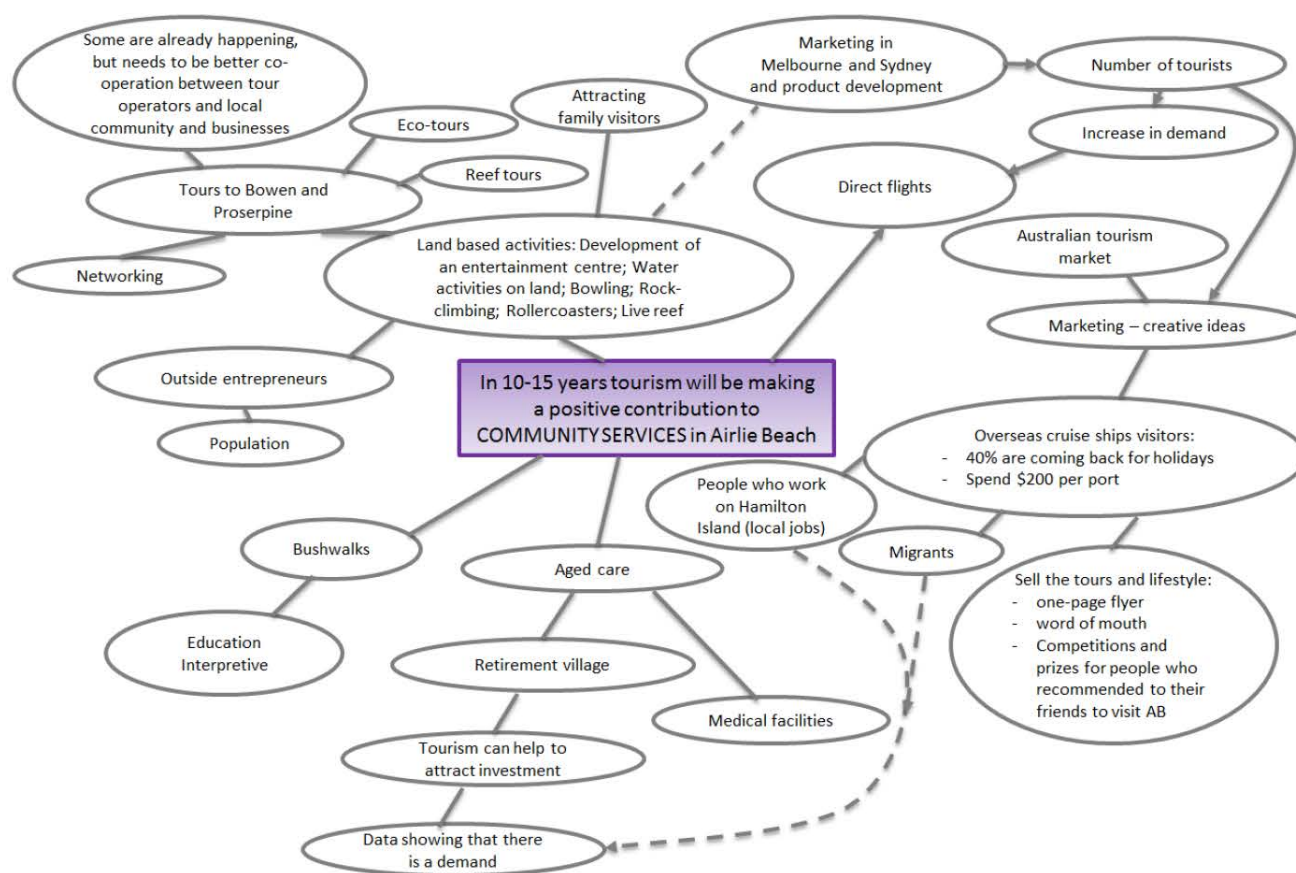 Some are already happening,
but needs to be better co-
operation between tour
operators and local
community and businesses
Eco-tours
Reef tours
Tours to Bowen and
Proserpine
Networking
Attracting
family visitors
Marketing in
Melbourne and Sydney
and product development
Number of tourists
Increase in demand
Direct flights
Land based activities: Development of
an entertainment centre; Water
activities on land; Bowling; Rock-
climbing; Rollercoasters; Live reef
Australian tourism
market
Marketing – creative ideas
Outside entrepreneurs
Population
In 10-15 years tourism will be making
a positive contribution to
COMMUNITY SERVICES in Airlie Beach
Overseas cruise ships visitors:
- 40% are coming back for holidays
- Spend $200 per port
People who work
on Hamilton
Island (local jobs)
Migrants
Sell the tours and lifestyle:
- one-page flyer
- word of mouth
- Competitions and
prizes for people who
recommended to their
friends to visit AB
Bushwalks
Education
Interpretive
Aged care
Retirement village
Medical facilities
Tourism can help to
attract investment
Data showing that there
is a demand